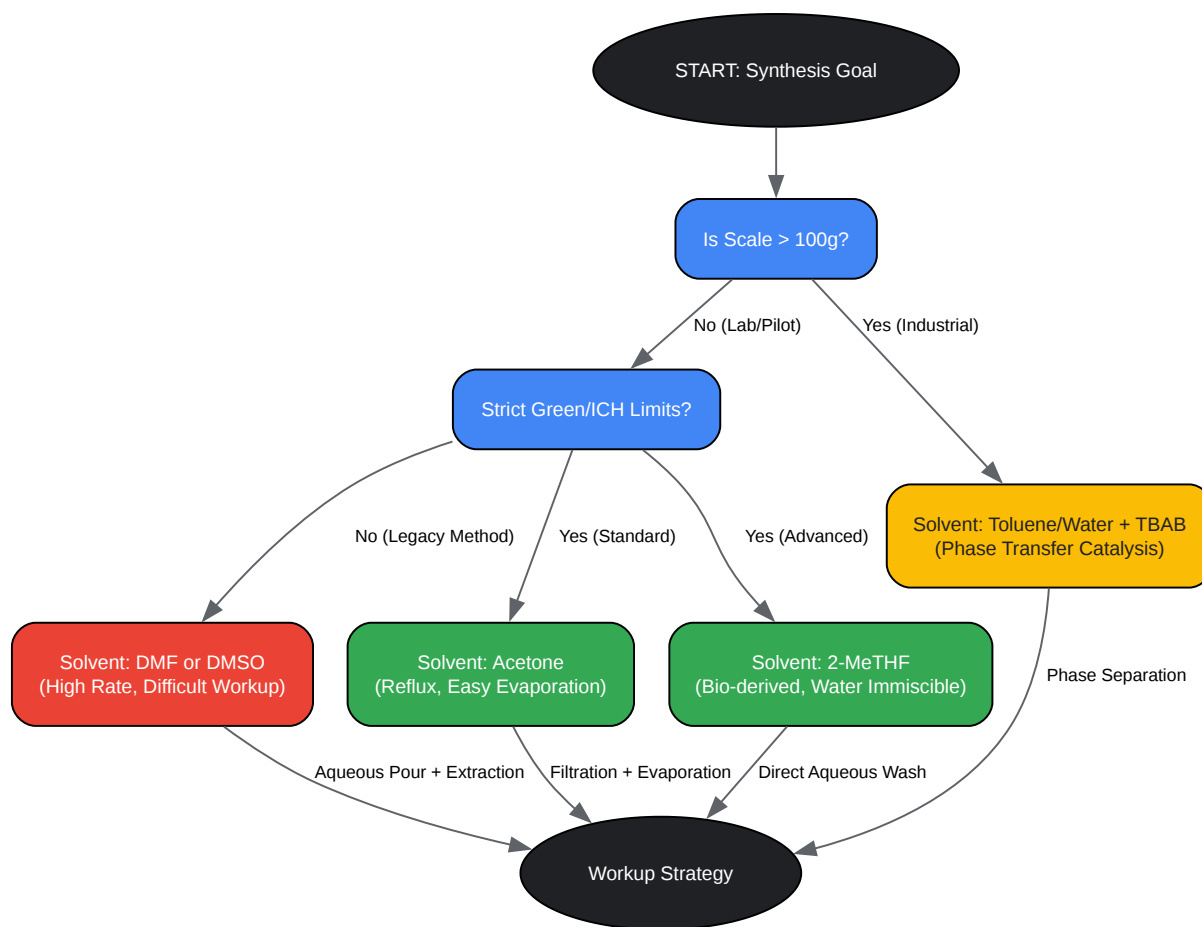 START: Synthesis Goal
Is Scale > 100g?
No (Lab/Pilot)
Yes (Industrial)
Strict Green/ICH Limits?
No (Legacy Method)
Yes (Standard)
Yes (Advanced)
Solvent: Toluene/Water + TBAB
(Phase Transfer Catalysis)
Solvent: DMF or DMSO
(High Rate, Difficult Workup)
Solvent: Acetone
(Reflux, Easy Evaporation)
Solvent: 2-MeTHF
(Bio-derived, Water Immiscible)
Phase Separation
Aqueous Pour + Extraction
Filtration + Evaporation
Direct Aqueous Wash
Workup Strategy